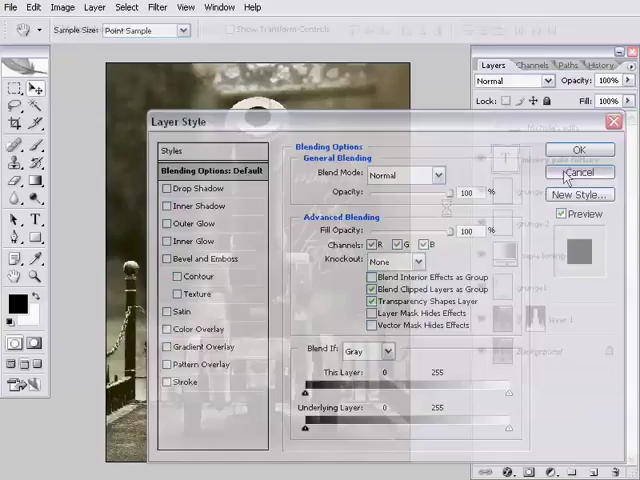 File Edit Image Layer Select Filter View Window Help
Sample Size: Point Sample
Show Transform Controls
Layers Channels Paths History
Normal Opacity: 100%
Lock: Fill: 100%
Layer Style
Styles
Blending Options: Default
Drop Shadow
Inner Shadow
Outer Glow
Inner Glow
Bevel and Emboss
Contour
Texture
Satin
Color Overlay
Gradient Overlay
Pattern Overlay
Stroke
Blending Options
General Blending
Blend Mode: Normal
Opacity: 100 %
Advanced Blending
Fill Opacity: 100 %
Channels: R G B
Knockout: None
Blend Interior Effects as Group
Blend Clipped Layers as Group
Transparency Shapes Layer
Layer Mask Hides Effects
Vector Mask Hides Effects
Blend If: Gray
This Layer: 0 255
Underlying Layer: 0 255
OK
Cancel
New Style...
Preview
T
layer 1
Background